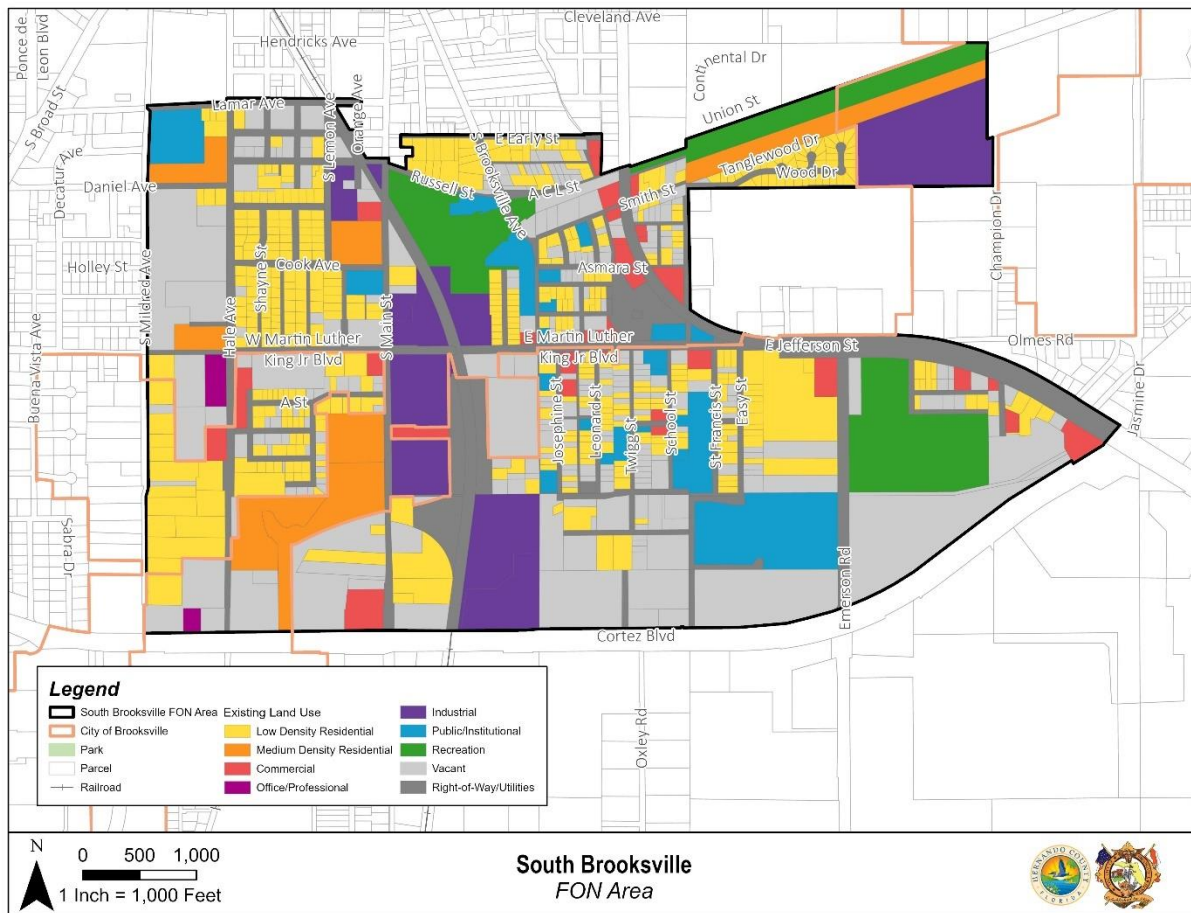 Cleveland Ave
Ponce de
Leon Blvd
Hendricks Ave
Continental Dr
S Broad St
Lamar Ave
S Lemon Ave
Orange Ave
Union St
E Early St
S Brooksville Ave
Tanglewood Dr
Wood Dr
Decatur Ave
Daniel Ave
Russell St
A C L St
Smith St
Champion Dr
Holley St
S Mildred Ave
Shayne St
Cook Ave
Asmara St
Hale Ave
S Main St
W Martin Luther
King Jr Blvd
E Martin Luther
King Jr Blvd
E Jefferson St
Olmes Rd
Buena Vista Ave
A St
Josephine St
Leonard St
Twigg St
School St
St Francis St
Easy St
Jasmine Dr
Sabra Dr
Emerson Rd
Cortez Blvd
Oxley Rd
Legend
South Brooksville FON Area
City of Brooksville
Park
Parcel
Railroad
Existing Land Use
Low Density Residential
Medium Density Residential
Commercial
Office/Professional
Industrial
Public/Institutional
Recreation
Vacant
Right-of-Way/Utilities
N
0 500 1,000
1 Inch = 1,000 Feet
South Brooksville
FON Area
HERNANDO COUNTY
FLORIDA